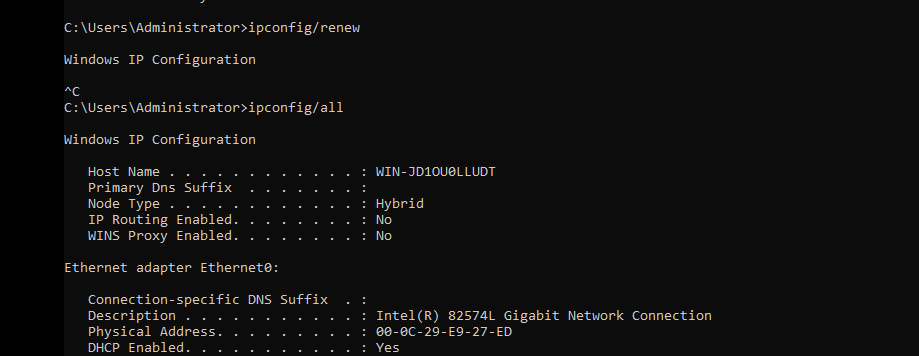 C:\Users\Administrator>ipconfig/renew
Windows IP Configuration
^C
C:\Users\Administrator>ipconfig/all
Windows IP Configuration
Host Name . . . . . . . . . . . . : WIN-JD1OU0LLUDT
Primary Dns Suffix  . . . . . . . :
Node Type . . . . . . . . . . . . : Hybrid
IP Routing Enabled. . . . . . . . : No
WINS Proxy Enabled. . . . . . . . : No
Ethernet adapter Ethernet0:
Connection-specific DNS Suffix  . :
Description . . . . . . . . . . . : Intel(R) 82574L Gigabit Network Connection
Physical Address. . . . . . . . . : 00-0C-29-E9-27-ED
DHCP Enabled. . . . . . . . . . . : Yes